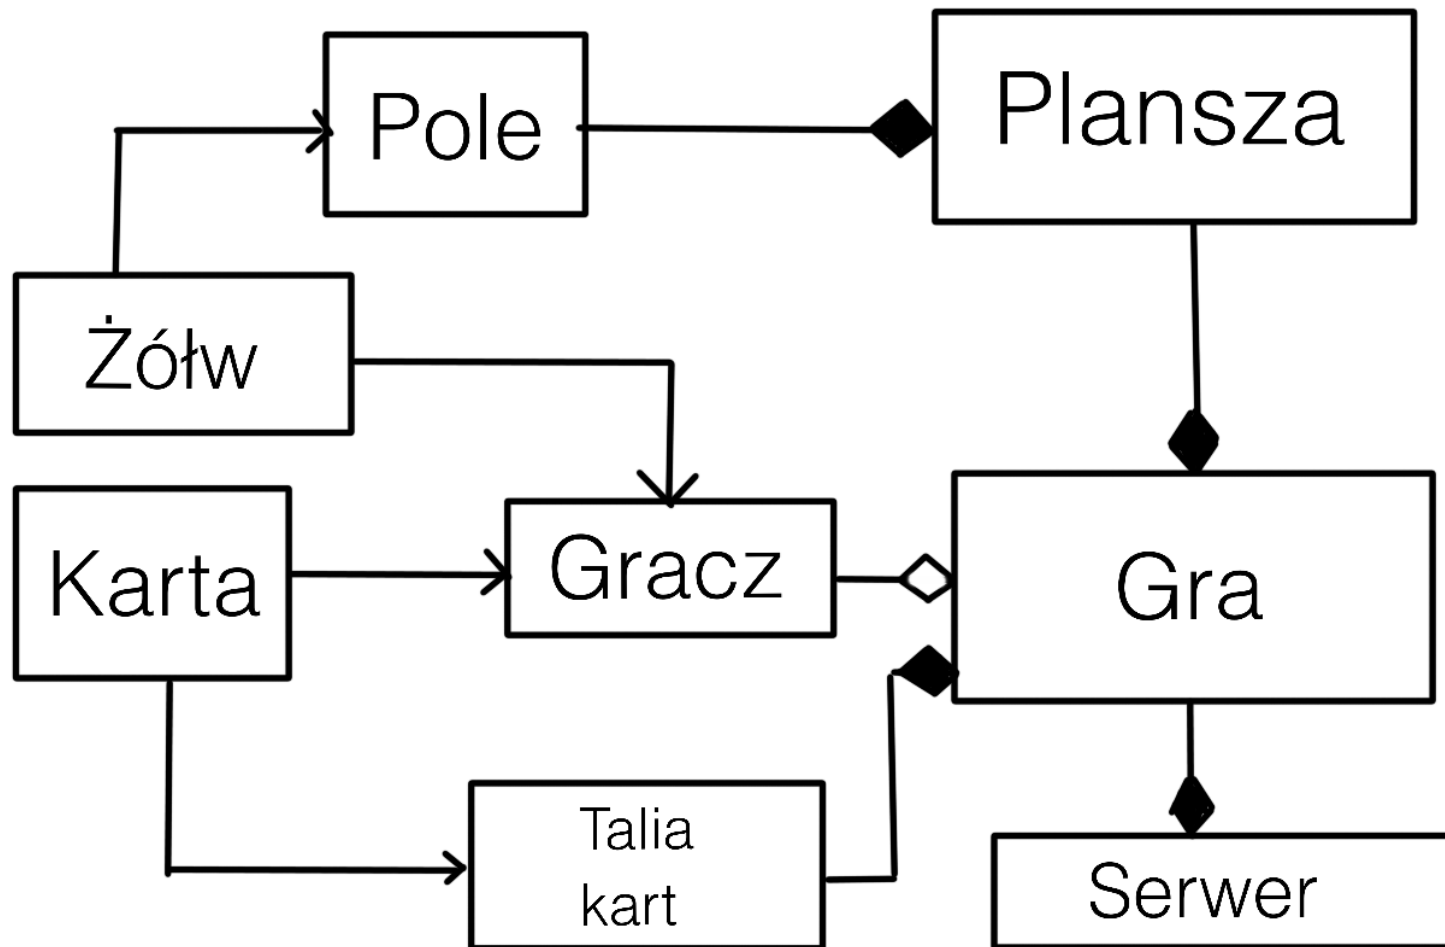 Pole
Plansza
Żółw
Karta
Gracz
Gra
Talia
kart
Serwer